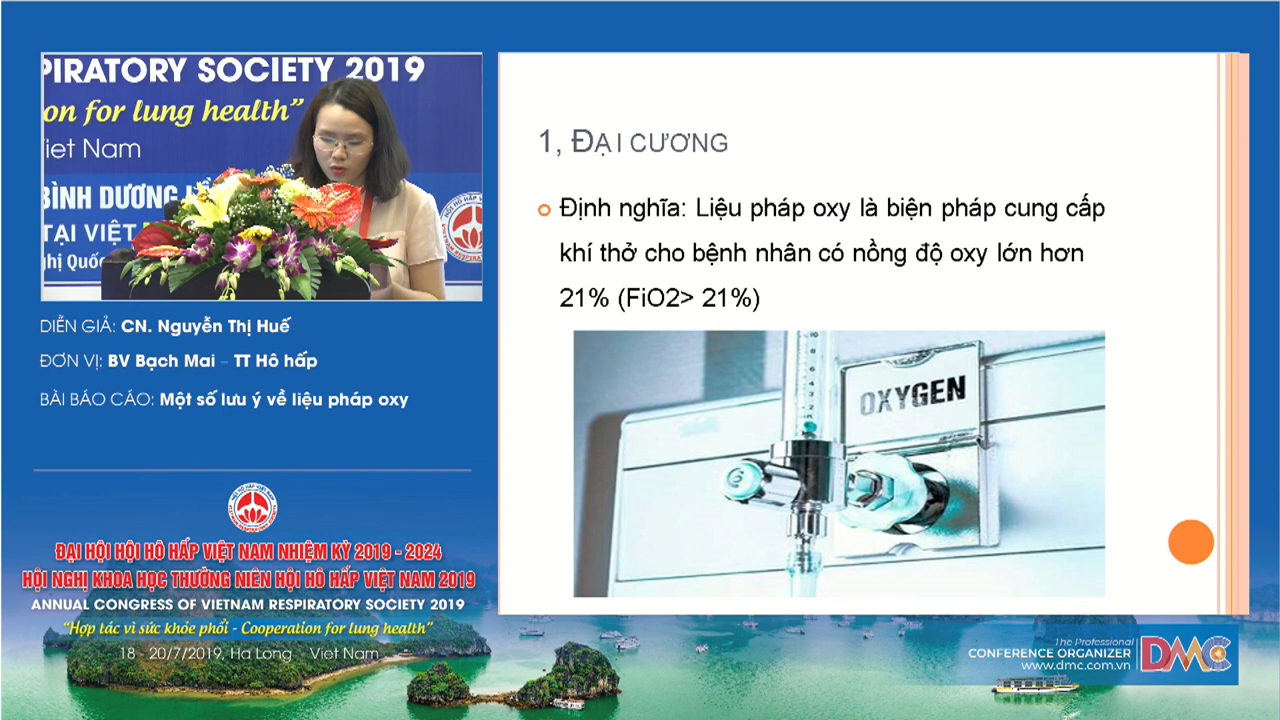 PIRATORY SOCIETY 2019
on for lung health”
iet Nam
BÌNH DƯƠNG
TẠI VIỆT
ghị Quốc
DIỄN GIẢ: CN. Nguyễn Thị Huế
ĐƠN VỊ: BV Bạch Mai – TT Hô hấp
BÀI BÁO CÁO: Một số lưu ý về liệu pháp oxy
ĐẠI HỘI HỘI HÔ HẤP VIỆT NAM NHIỆM KỲ 2019 - 2024
HỘI NGHỊ KHOA HỌC THƯỜNG NIÊN HỘI HÔ HẤP VIỆT NAM 2019
ANNUAL CONGRESS OF VIETNAM RESPIRATORY SOCIETY 2019
“Hợp tác vì sức khỏe phổi - Cooperation for lung health”
18 - 20/7/2019, Ha Long - Viet Nam
1, ĐẠI CƯƠNG
Định nghĩa: Liệu pháp oxy là biện pháp cung cấp
khí thở cho bệnh nhân có nồng độ oxy lớn hơn
21% (FiO2> 21%)
OXYGEN
The Professional
CONFERENCE ORGANIZER
www.dmc.com.vn
DMC